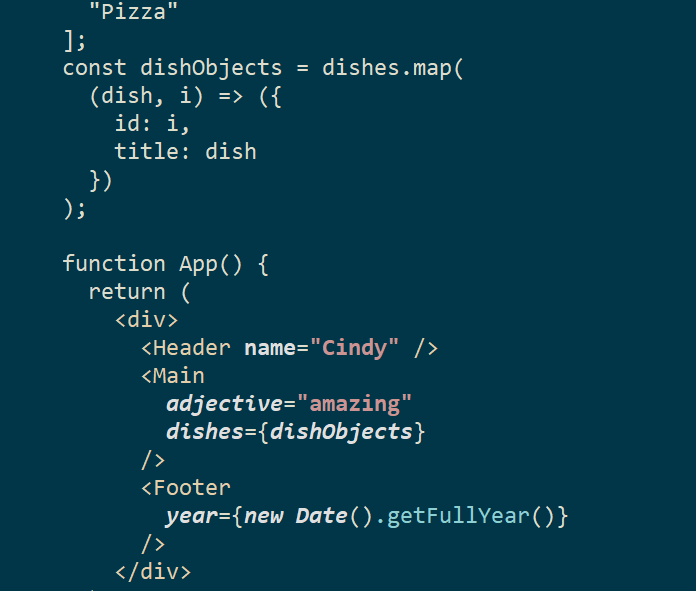 "Pizza"
];
const dishObjects = dishes.map(
(dish, i) => ({
id: i,
title: dish
})
);
function App() {
return (
<div>
<Header name="Cindy" />
<Main
adjective="amazing"
dishes={dishObjects}
/>
<Footer
year={new Date().getFullYear()}
/>
</div>